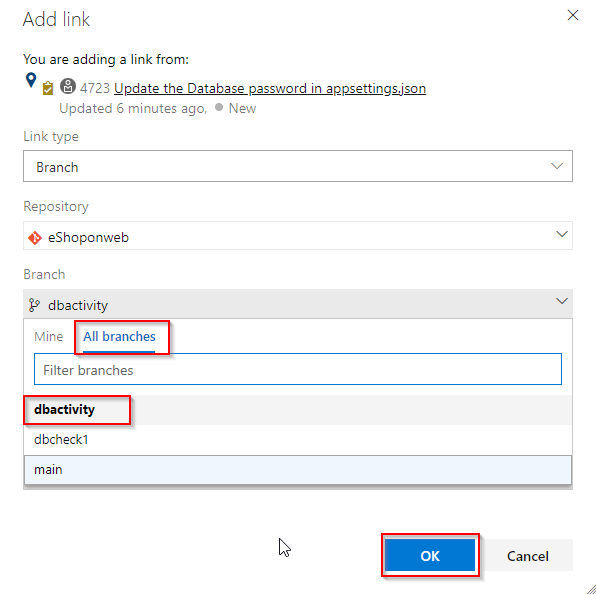 Add link
You are adding a link from:
4723 Update the Database password in appsettings.json
Updated 6 minutes ago, New
Link type
Branch
Repository
eShoponweb
Branch
dbactivity
Mine All branches
Filter branches
dbactivity
dbcheck1
main
OK Cancel